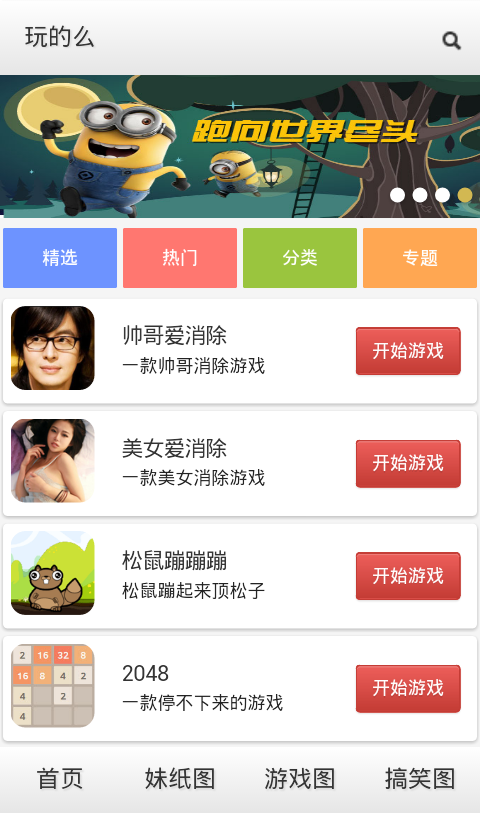 玩的么
跑向世界尽头
精选 热门 分类 专题
帅哥爱消除
一款帅哥消除游戏
开始游戏
美女爱消除
一款美女消除游戏
开始游戏
松鼠蹦蹦蹦
松鼠蹦起来顶松子
开始游戏
2 16 32 8
16 8 4 2
4 2
4
2048
一款停不下来的游戏
开始游戏
首页 妹纸图 游戏图 搞笑图